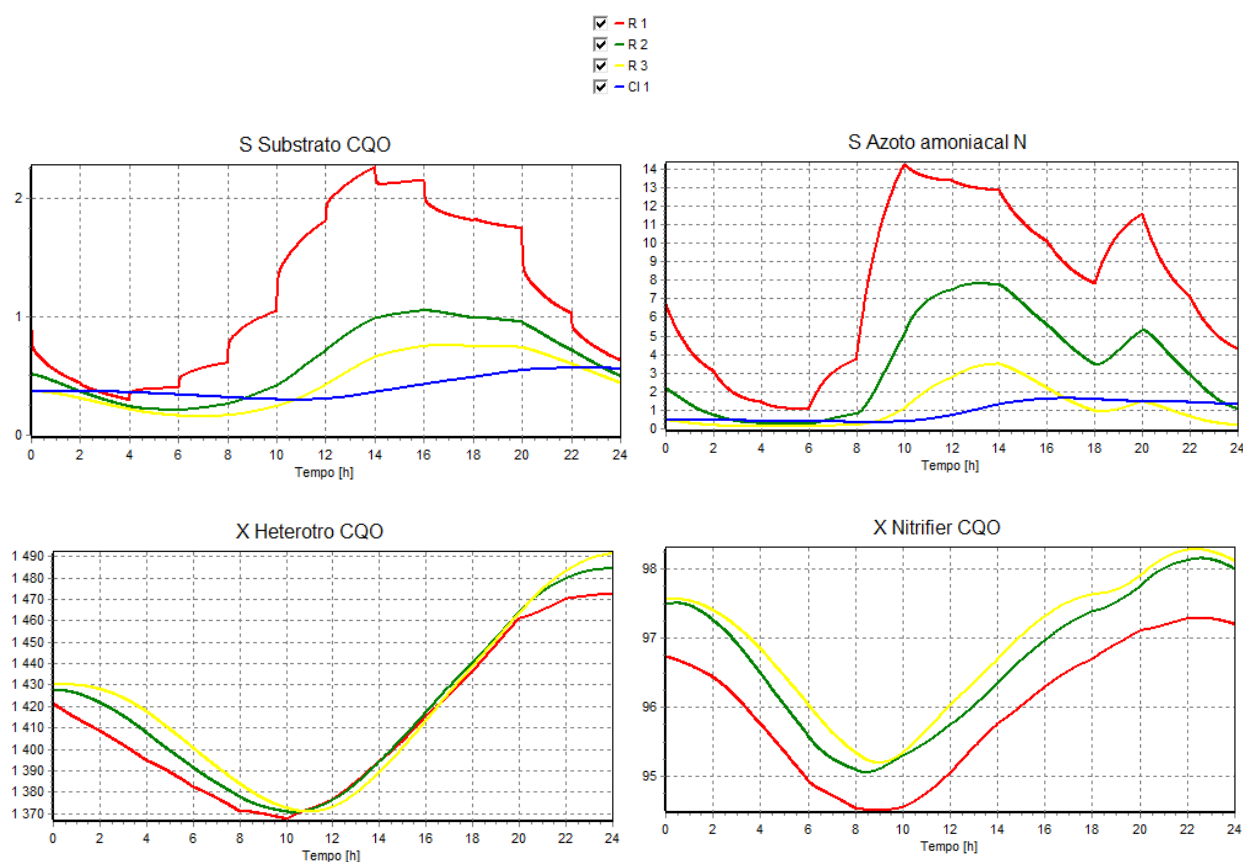 R 1
R 2
R 3
Cl 1
S Substrato CQO
2
1
0
0 2 4 6 8 10 12 14 16 18 20 22 24
Tempo [h]
S Azoto amoniacal N
14
13
12
11
10
9
8
7
6
5
4
3
2
1
0
0 2 4 6 8 10 12 14 16 18 20 22 24
Tempo [h]
X Heterotro CQO
1 490
1 480
1 470
1 460
1 450
1 440
1 430
1 420
1 410
1 400
1 390
1 380
1 370
0 2 4 6 8 10 12 14 16 18 20 22 24
Tempo [h]
X Nitrifier CQO
98
97
96
95
0 2 4 6 8 10 12 14 16 18 20 22 24
Tempo [h]